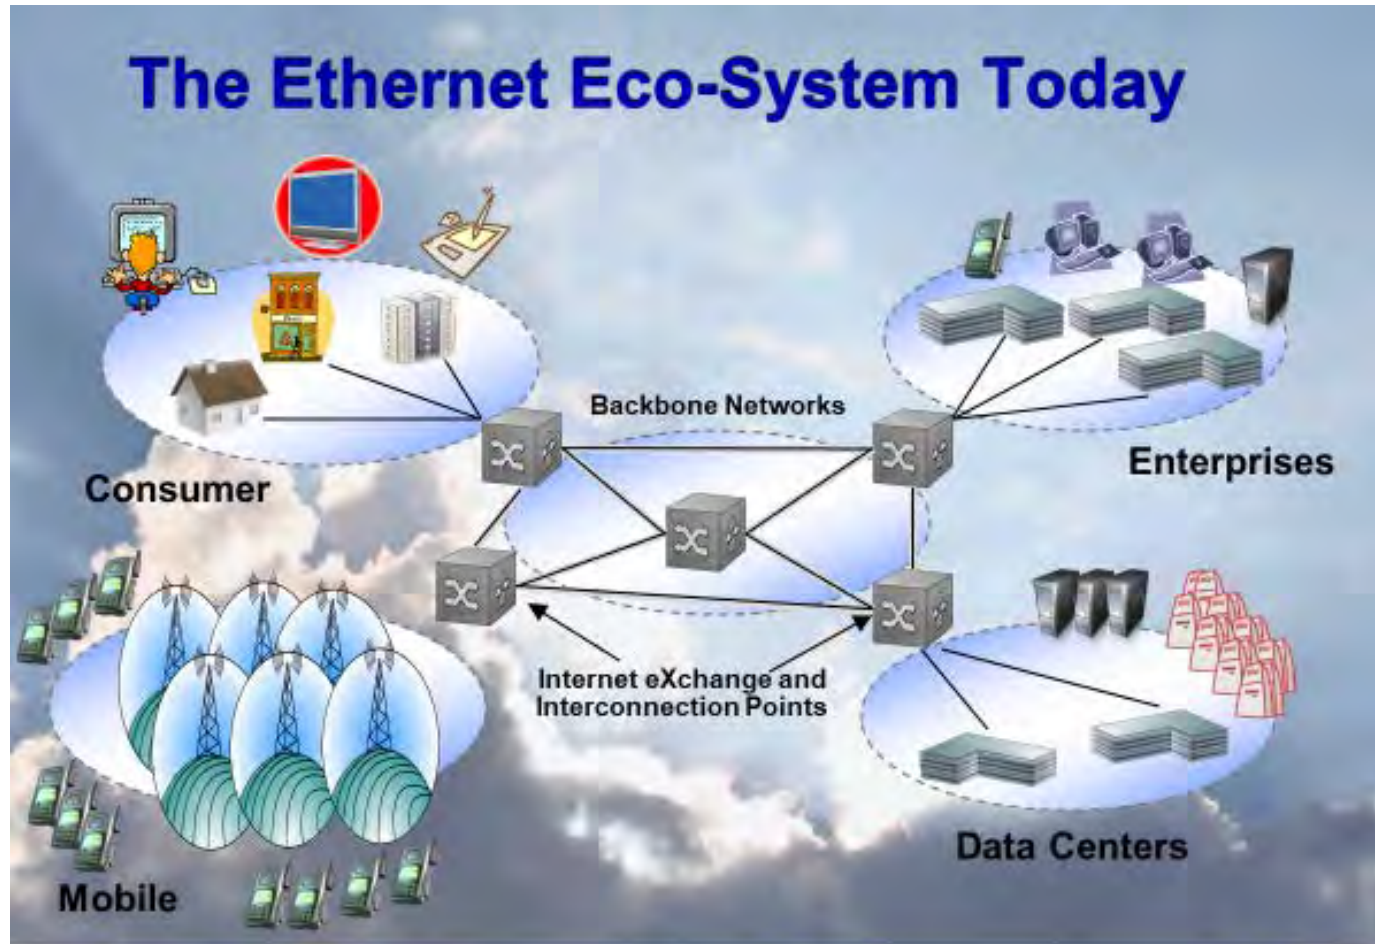 The Ethernet Eco-System Today
Backbone Networks
Enterprises
Consumer
Internet eXchange and
Interconnection Points
Data Centers
Mobile